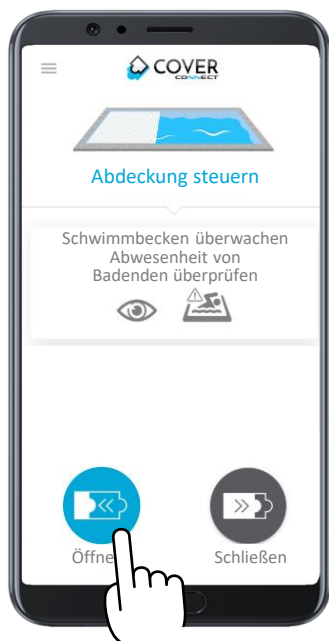 COVER
CONNECT
Abdeckung steuern
Schwimmbecken überwachen
Abwesenheit von
Badenden überprüfen
Öffne
Schließen